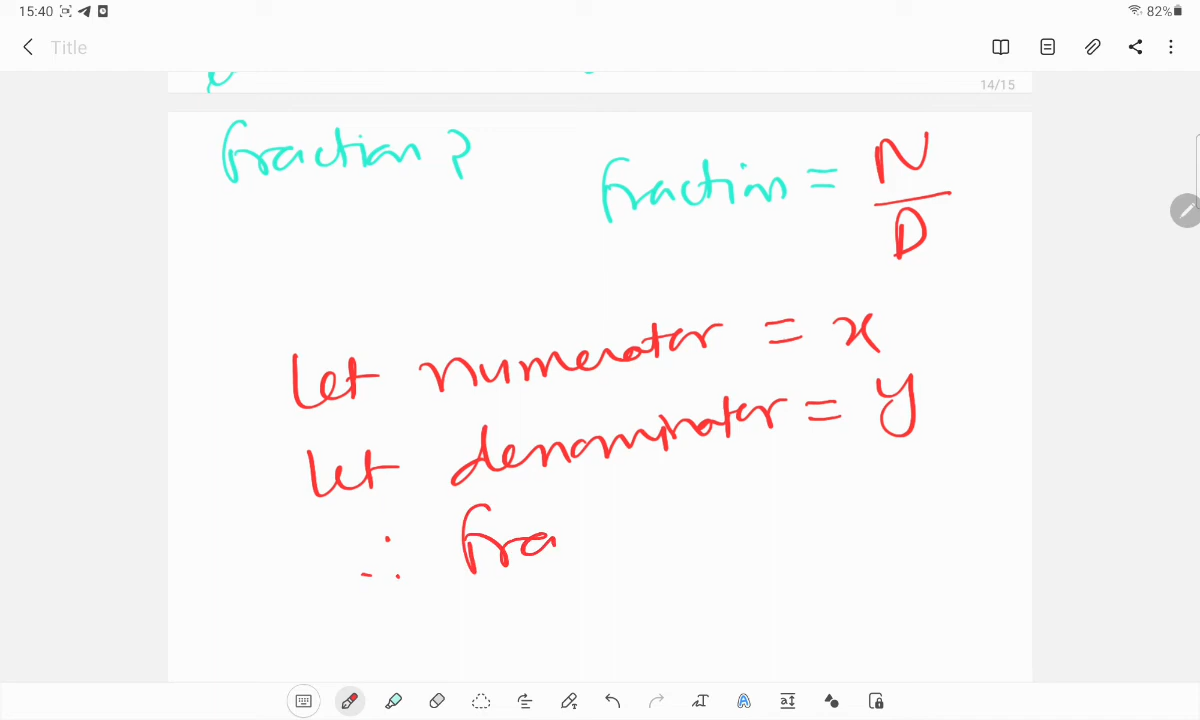 15:40 82%
Title
14/15
fraction?
fraction = N/D
let numerator = x
let denominator = y
∴ fra